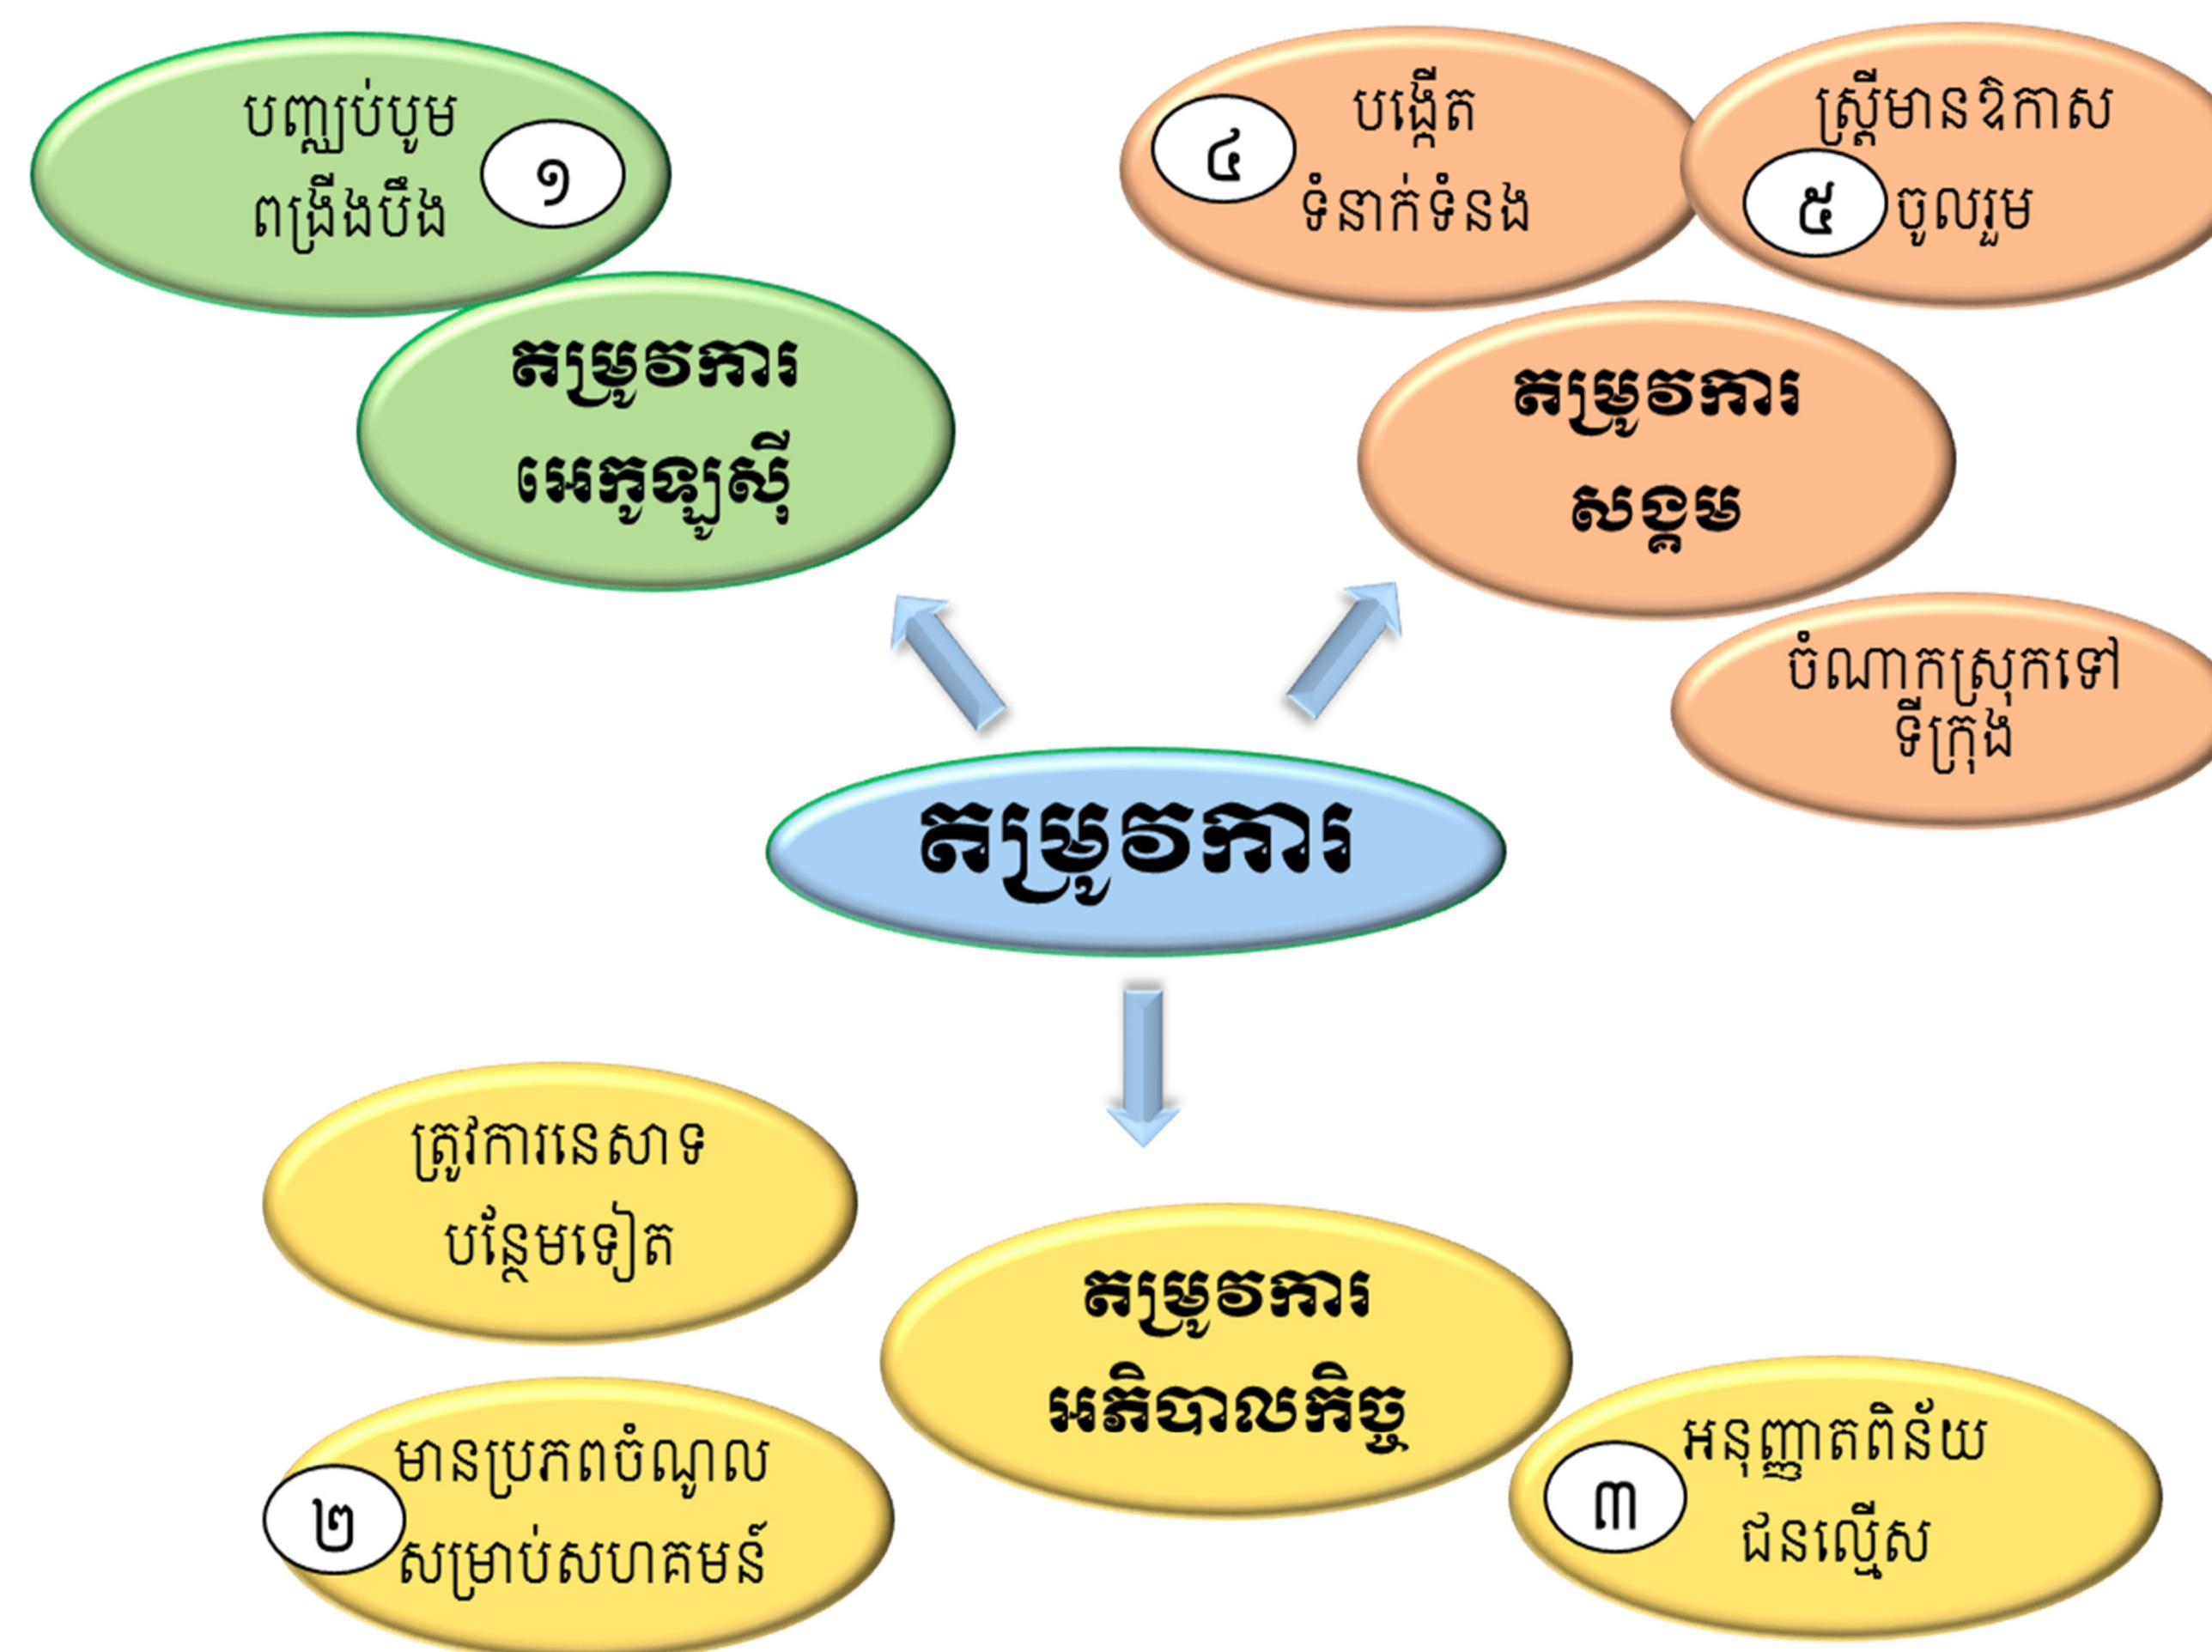 បញ្ឈប់បូម
ពង្រីងបឹង
១
តម្រូវការ
អេកូឡូស៊ី
៤
បង្កើត
ទំនាក់ទំនង
ស្ត្រីមានឱកាស
៥
ចូលរួម
តម្រូវការ
សង្គម
ចំណាកស្រុកទៅ
ទីក្រុង
តម្រូវការ
ត្រូវការនេសាទ
បន្ថែមទៀត
តម្រូវការ
អភិបាលកិច្ច
មានប្រភពចំណូល
២
សម្រាប់សហគមន៍
អនុញ្ញាតពិន័យ
៣
ជនល្មើស